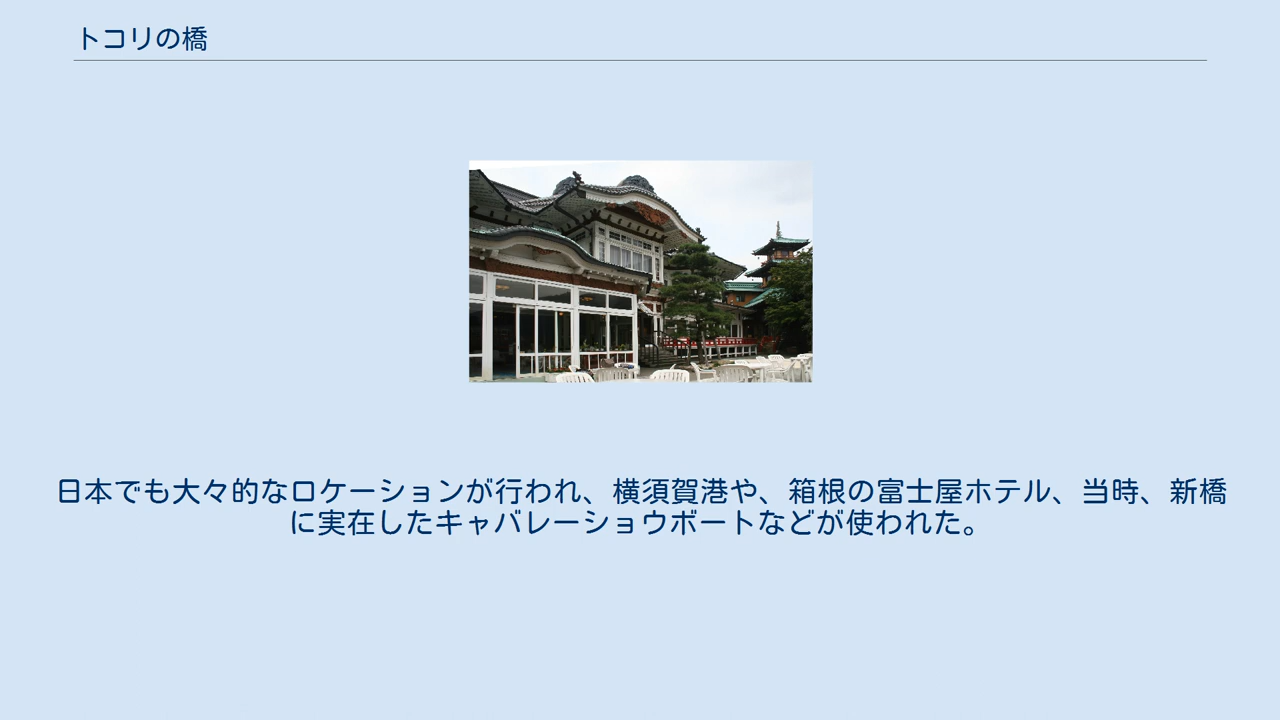 トコリの橋
日本でも大々的なロケーションが行われ、横須賀港や、箱根の富士屋ホテル、当時、新橋
に実在したキャバレーショウボートなどが使われた。